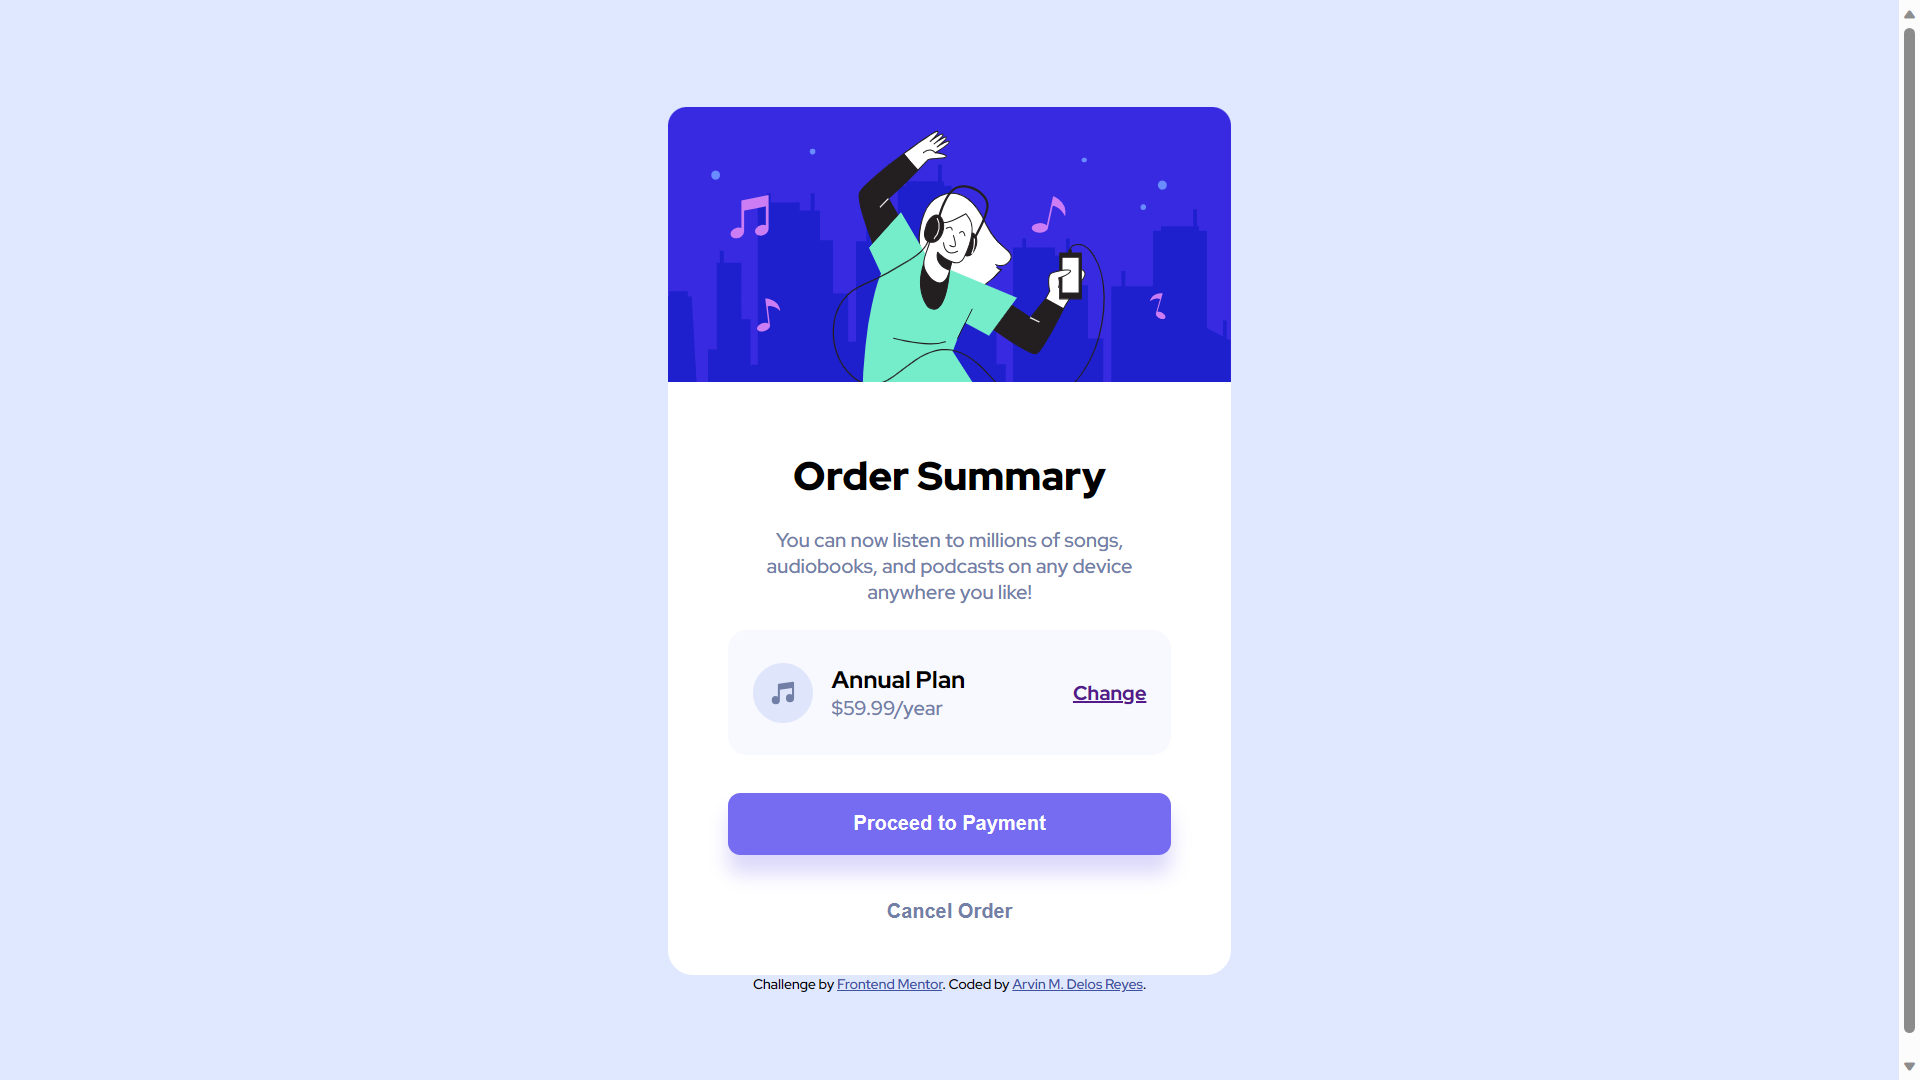 Order Summary
You can now listen to millions of songs,
audiobooks, and podcasts on any device
anywhere you like!
Annual Plan
$59.99/year
Change
Proceed to Payment
Cancel Order
Challenge by Frontend Mentor. Coded by Arvin M. Delos Reyes.